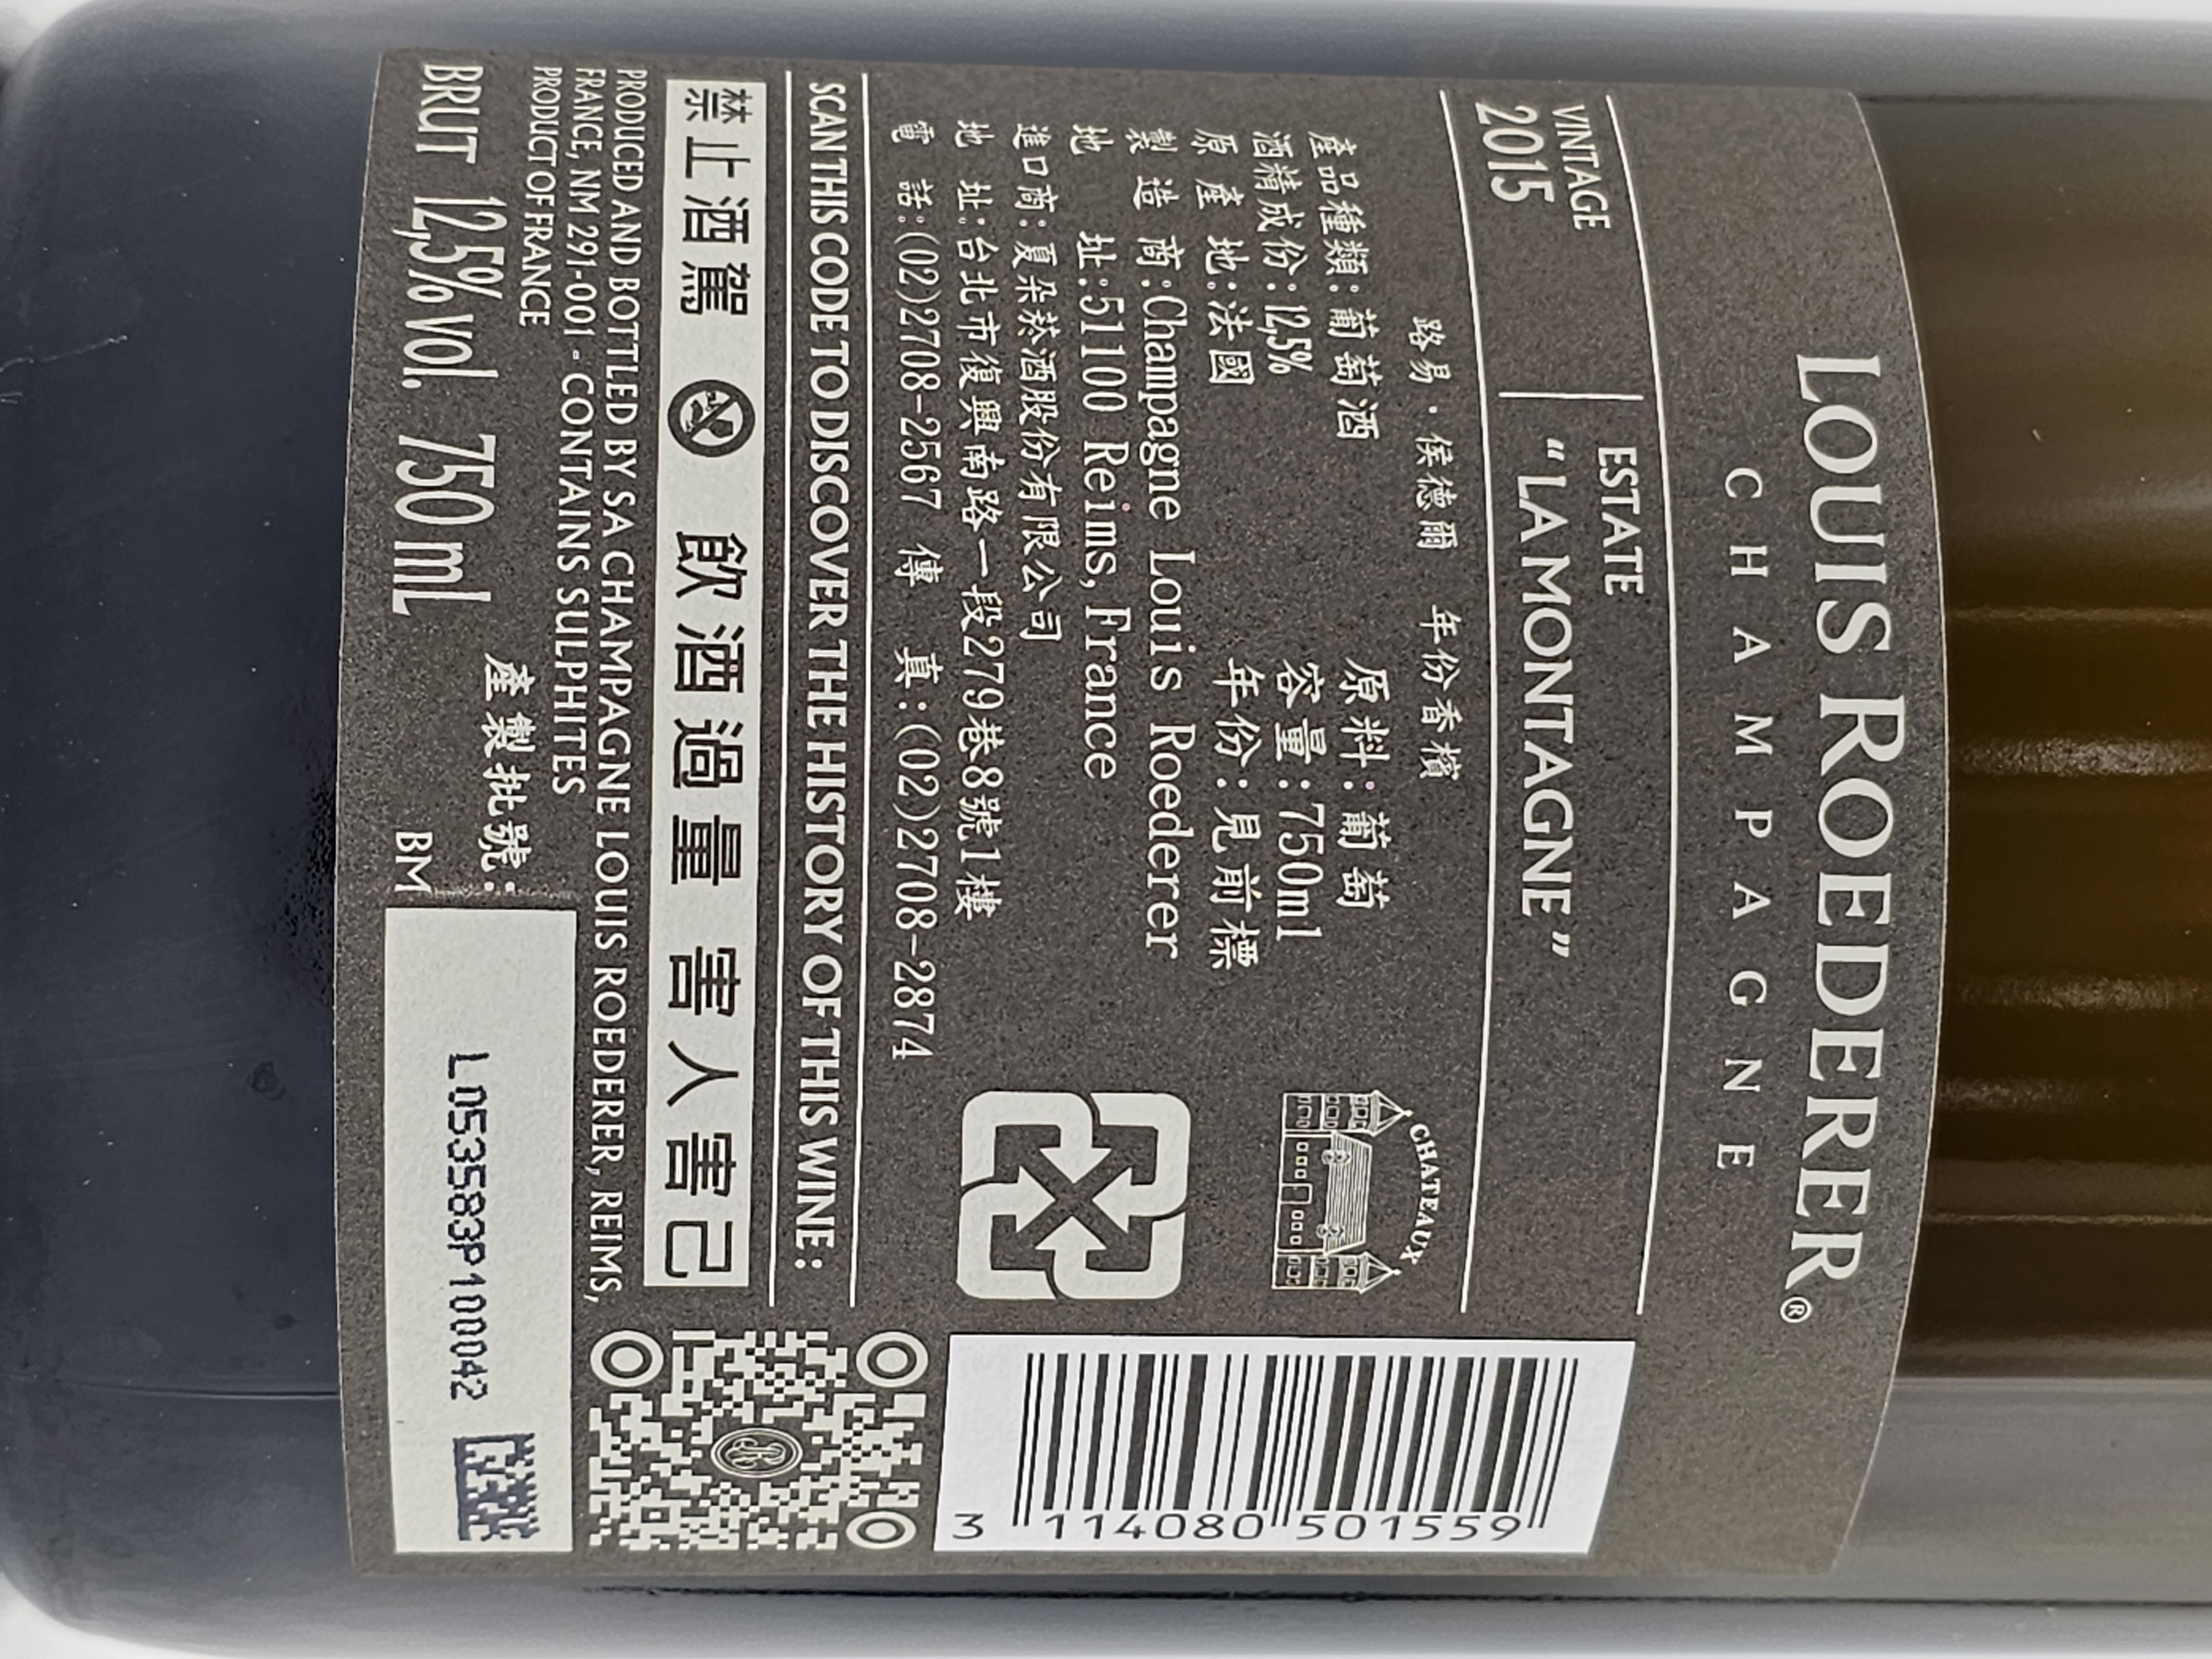 LOUIS ROEDERER®
CHAMPAGNE
VINTAGE
2015
ESTATE
“LA MONTAGNE”
路易·侯德爾 年份香檳
產品種類:葡萄酒 原料:葡萄
酒精成份:12,5% 容量:750ml
原產地:法國 年份:見前標
製造商:Champagne Louis Roederer
地址:51100 Reims, France
進口商:夏朵菸酒股份有限公司
地址:台北市復興南路一段279巷8號1樓
電話:(02)2708-2567 傳真:(02)2708-2874
CHATEAUX
3 114080 501559
SCAN THIS CODE TO DISCOVER THE HISTORY OF THIS WINE :
禁止酒駕 飲酒過量 害人害己
PRODUCED AND BOTTLED BY SA CHAMPAGNE LOUIS ROEDERER, REIMS,
FRANCE, NM 291-001 - CONTAINS SULPHITES
PRODUCT OF FRANCE
BRUT 12,5% vol. 750 mL
產製批號:
BM
L053583P100042